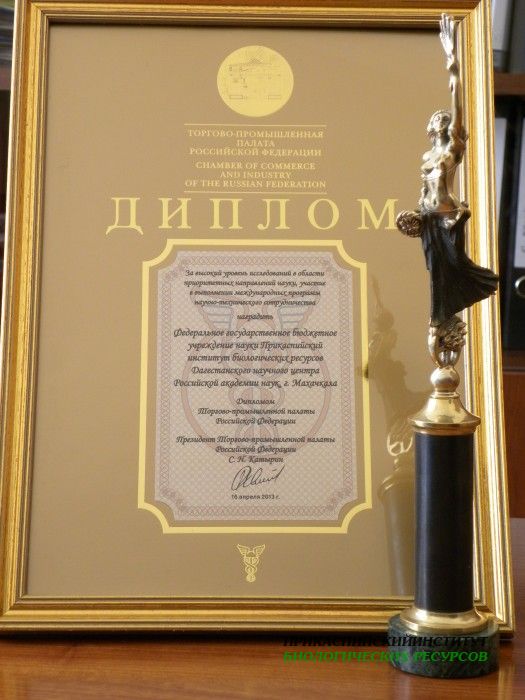 ТОРГОВО-ПРОМЫШЛЕННАЯ
ПАЛАТА
РОССИЙСКОЙ ФЕДЕРАЦИИ
CHAMBER OF COMMERCE
AND INDUSTRY
OF THE RUSSIAN FEDERATION
ДИПЛОМ
За высокий уровень исследований в области
приоритетных направлений науки, участие
в выполнении международных программ
научно-технического сотрудничества
наградить
Федеральное государственное бюджетное
учреждение науки Прикаспийский
институт биологических ресурсов
Дагестанского научного центра
Российской академии наук, г. Махачкала
Дипломом
Торгово-промышленной палаты
Российской Федерации
Президент Торгово-промышленной палаты
Российской Федерации
С. Н. Катырин
16 апреля 2013 г.
ПРИКАСПИЙСКИЙИНСТИТУТ
БИОЛОГИЧЕСКИХ РЕСУРСОВ